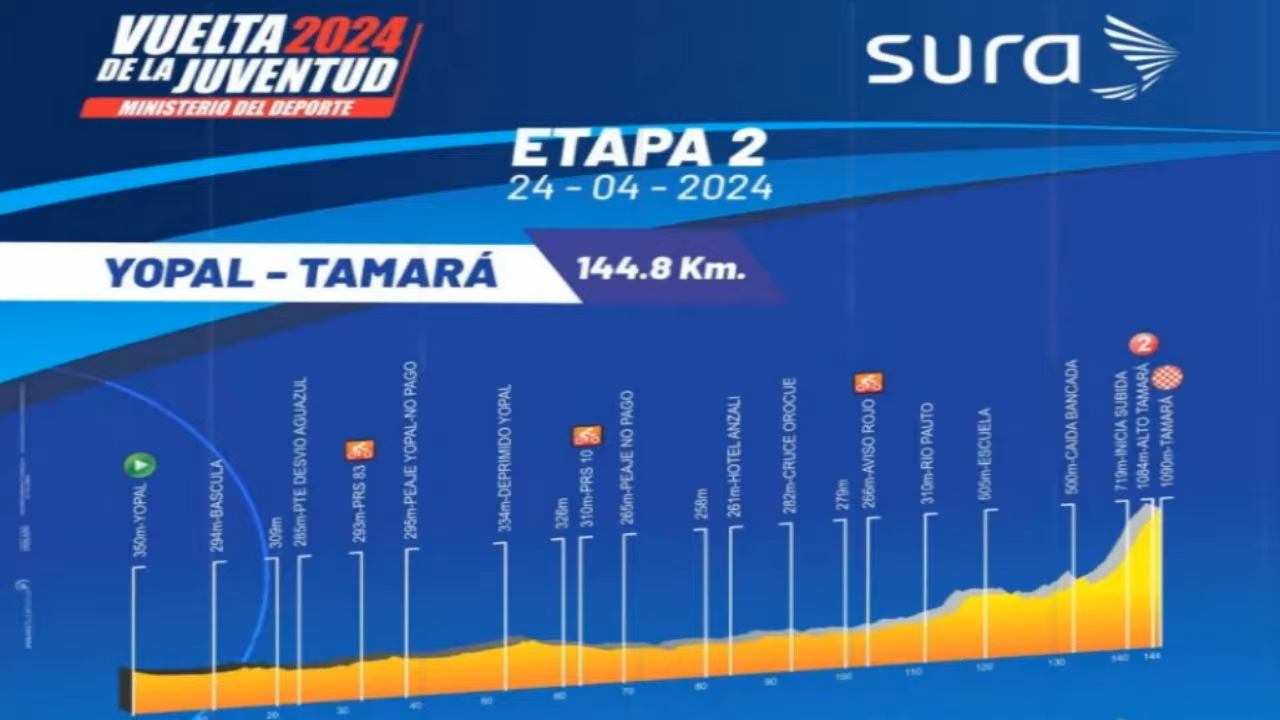 VUELTA 2024
DE LA JUVENTUD
MINISTERIO DEL DEPORTE
sura
ETAPA 2
24 - 04 - 2024
YOPAL - TAMARÁ
144.8 Km.
350m-YOPAL
294m-BASCULA
309m
285m-PTE DESVIO AGUAZUL
293m-PRS 83
295m-PEAJE YOPAL-NO PAGO
334m-DEPRIMIDO YOPAL
328m
310m-PRS 10
265m-PEAJE NO PAGO
258m
261m-HOTEL ANZALI
282m-CRUCE OROCUE
279m
266m-AVISO ROJO
310m-RIO PAUTO
505m-ESCUELA
500m-CAIDA BANCADA
719m-INICIA SUBIDA
2
1084m-ALTO TAMARÁ
1090m-TAMARÁ
20 30 40 50 60 70 80 90 100 110 120 130 140 144